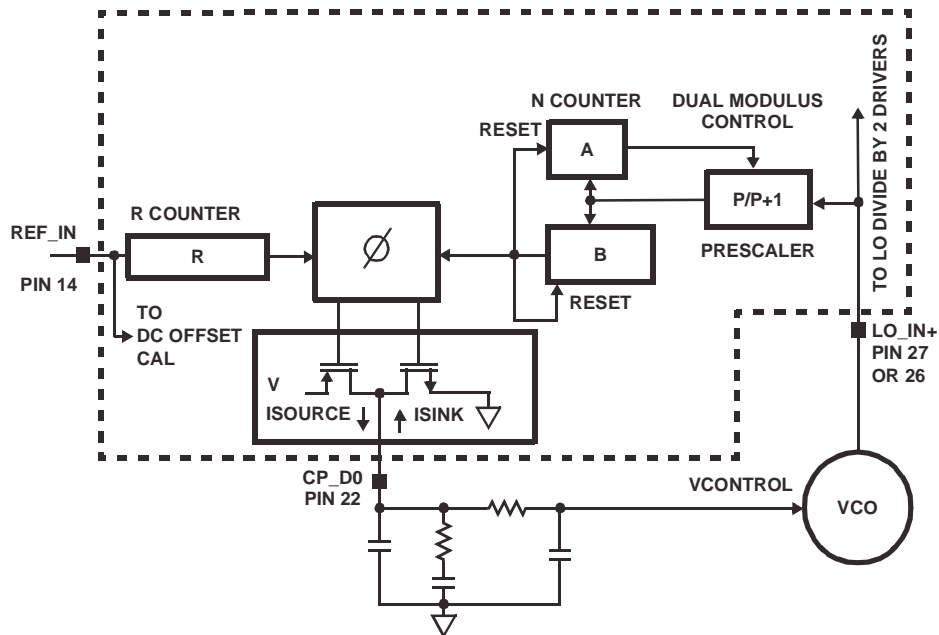 N COUNTER
DUAL MODULUS
CONTROL
RESET
A
TO LO DIVIDE BY 2 DRIVERS
P/P+1
PRESCALER
R COUNTER
REF_IN
PIN 14
R
Ø
B
RESET
TO
DC OFFSET
CAL
LO_IN+
PIN 27
OR 26
V
ISOURCE
ISINK
CP_D0
PIN 22
VCONTROL
VCO